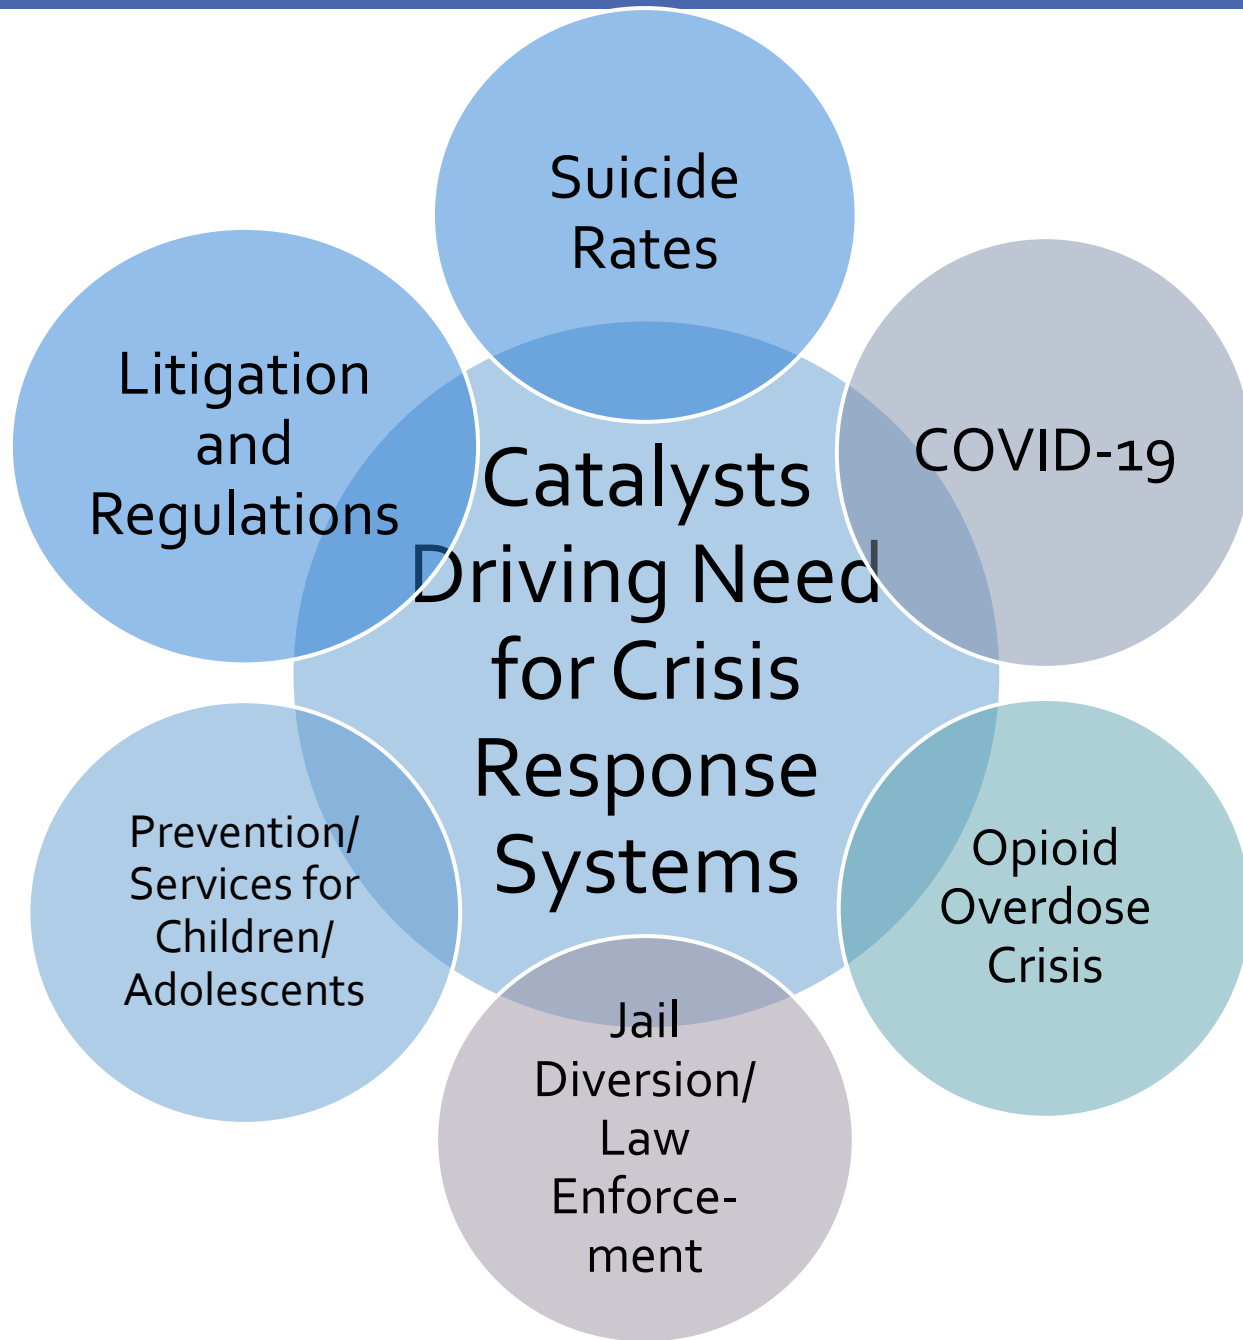 Suicide
Rates
COVID-19
Opioid
Overdose
Crisis
Jail
Diversion/
Law
Enforce-
ment
Prevention/
Services for
Children/
Adolescents
Litigation
and
Regulations
Catalysts
Driving Need
for Crisis
Response
Systems